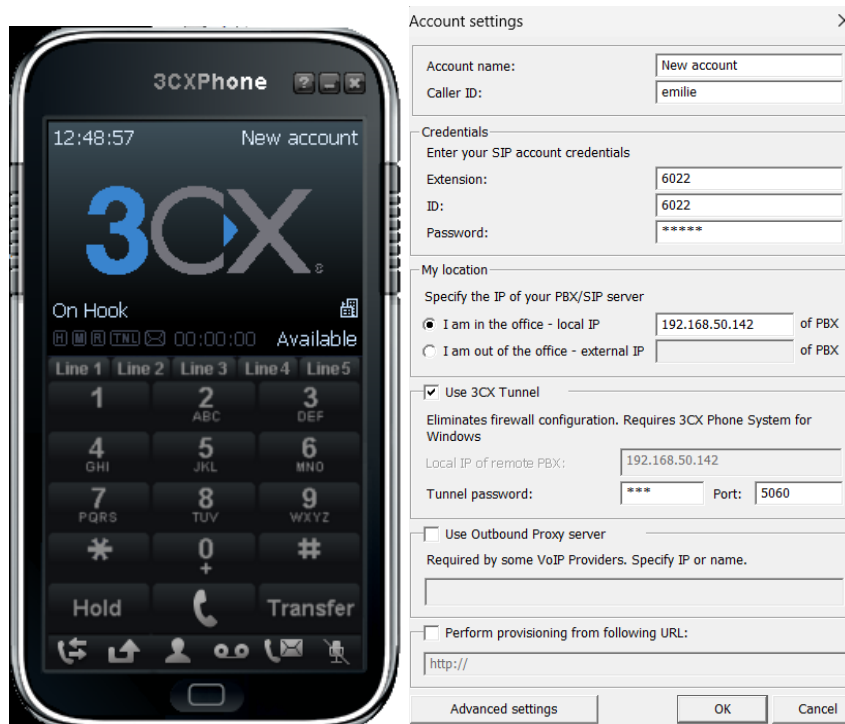 3CXPhone ? _ x
12:48:57 New account
3CX
On Hook
H M R TNL 00:00:00 Available
Line 1 Line 2 Line 3 Line 4 Line 5
1 2 3
ABC DEF
4 5 6
GHI JKL MNO
7 8 9
PQRS TUV WXYZ
* 0 #
+
Hold Transfer
Account settings
Account name: New account
Caller ID: emilie
Credentials
Enter your SIP account credentials
Extension: 6022
ID: 6022
Password: *****
My location
Specify the IP of your PBX/SIP server
I am in the office - local IP 192.168.50.142 of PBX
I am out of the office - external IP of PBX
Use 3CX Tunnel
Eliminates firewall configuration. Requires 3CX Phone System for
Windows
Local IP of remote PBX: 192.168.50.142
Tunnel password: *** Port: 5060
Use Outbound Proxy server
Required by some VoIP Providers. Specify IP or name.
Perform provisioning from following URL:
http://
Advanced settings OK Cancel